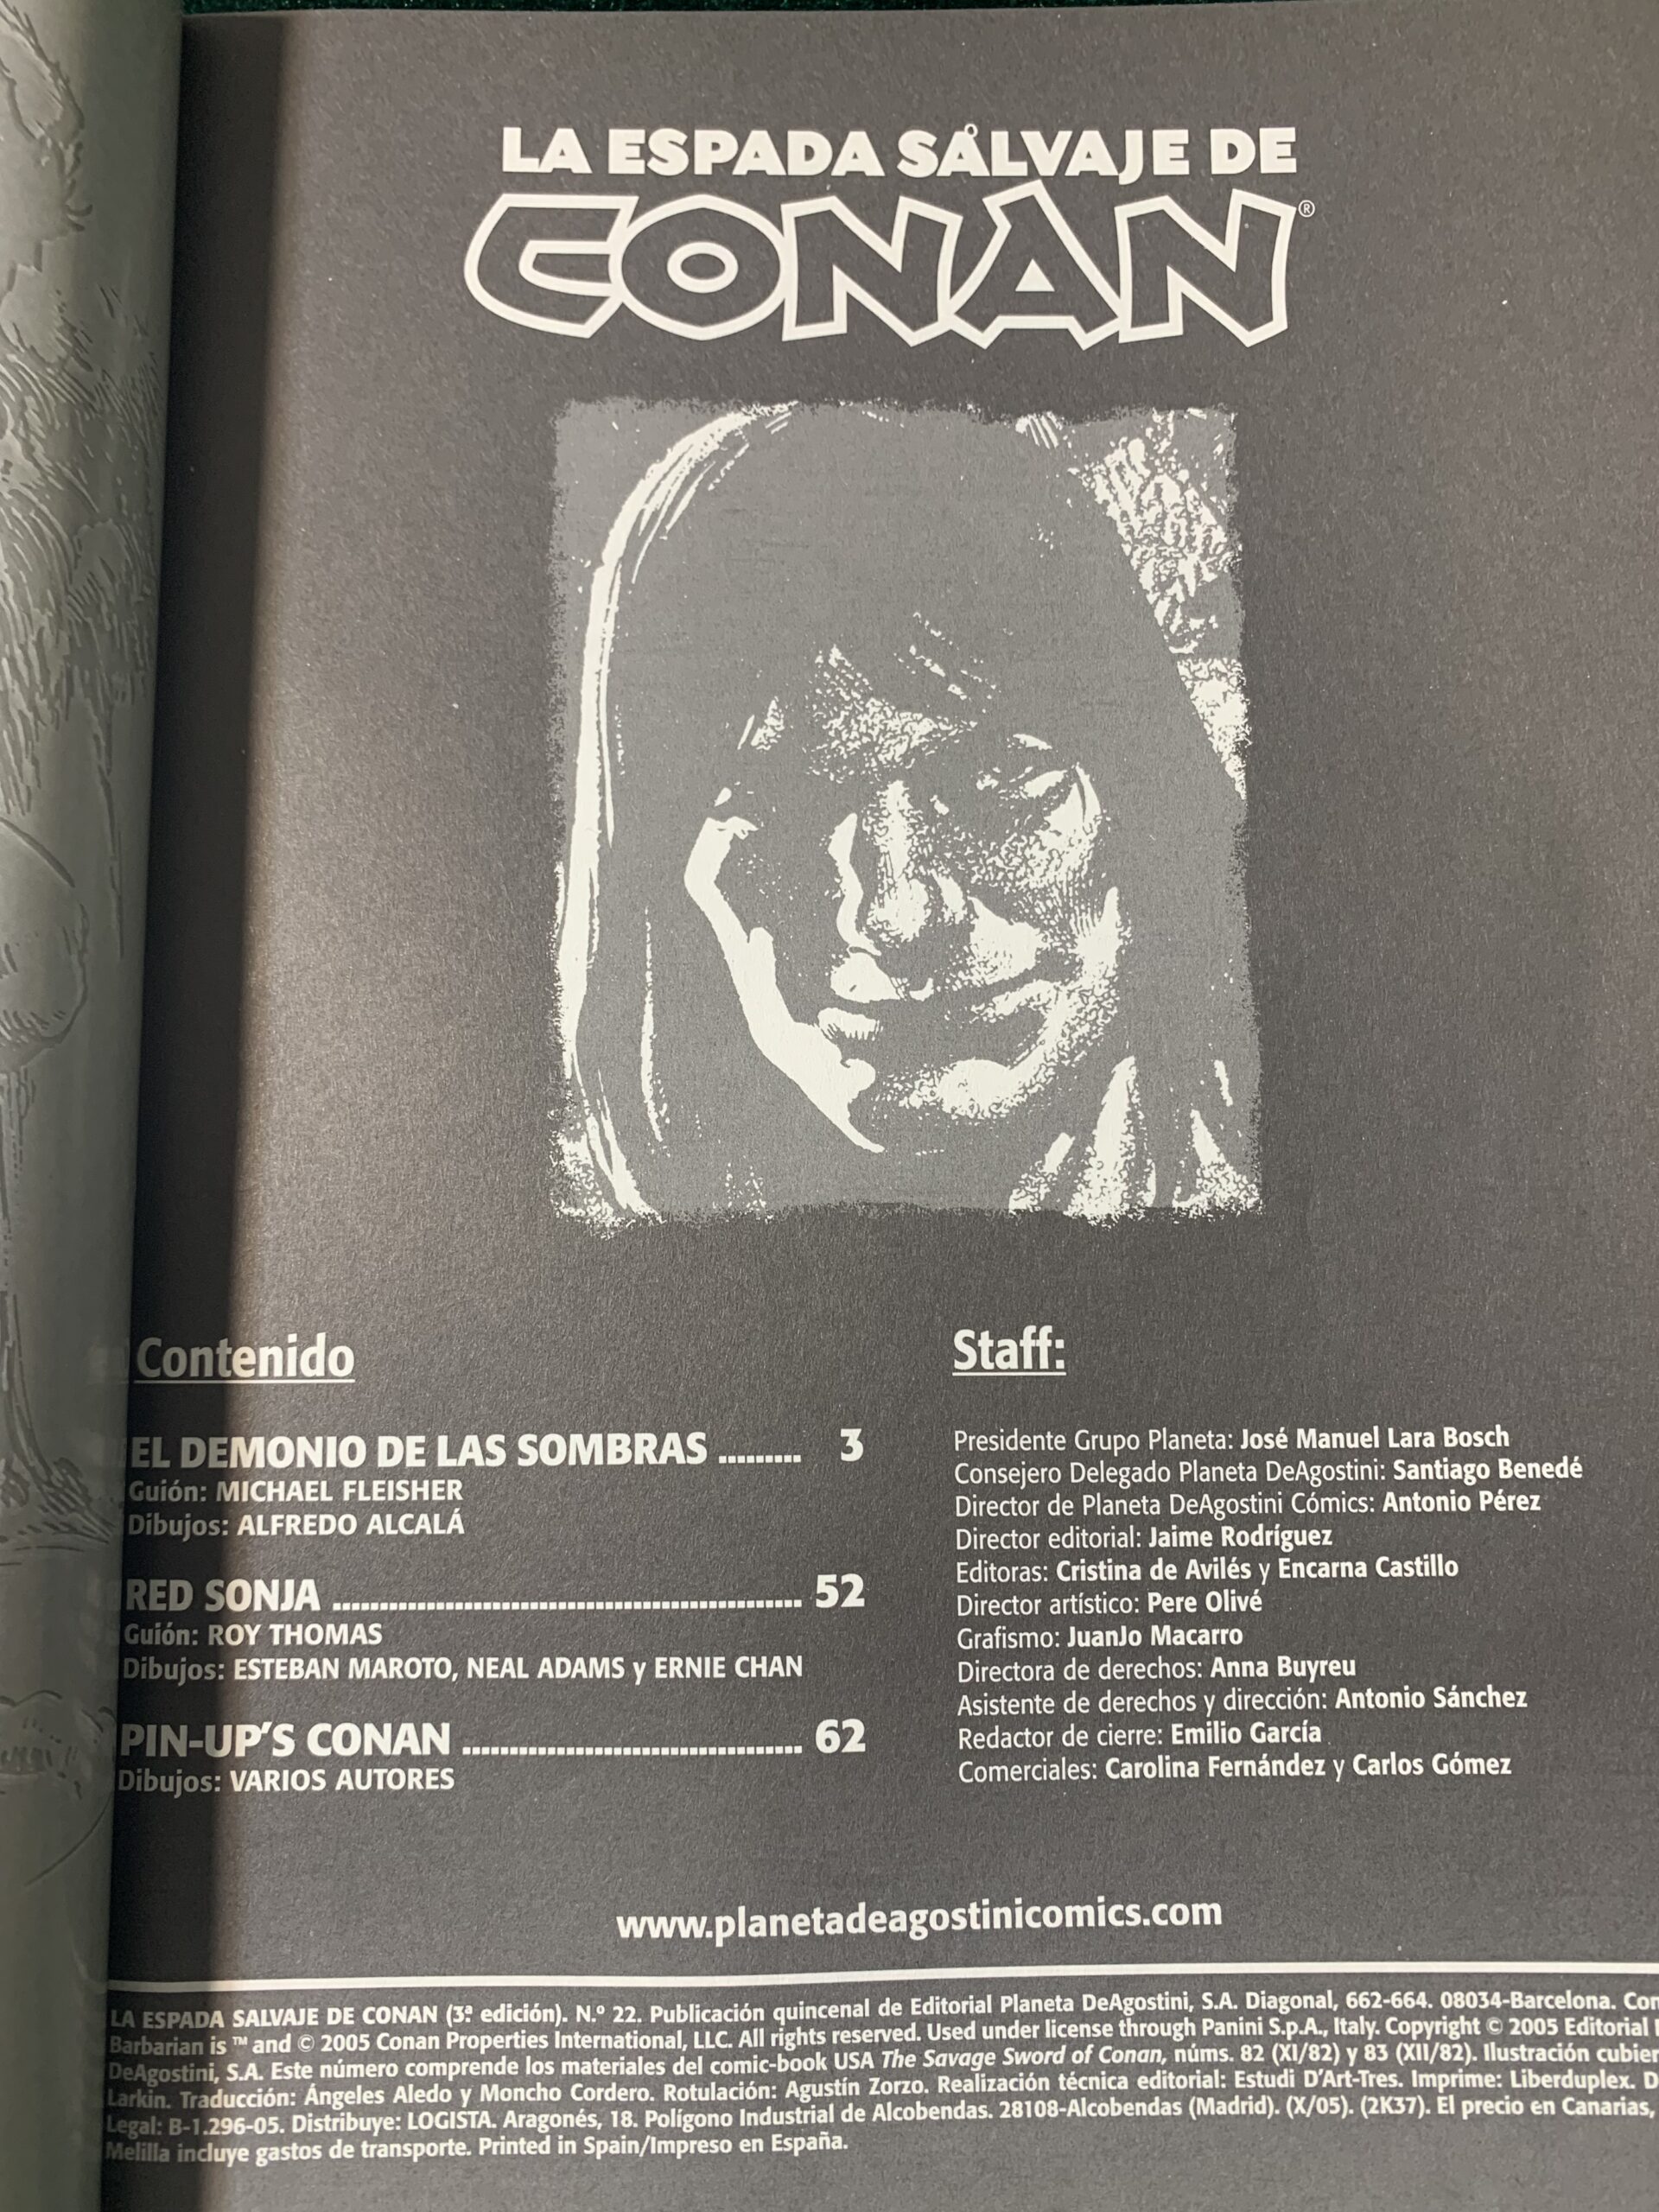 LA ESPADA SALVAJE DE
CONAN®
Contenido
EL DEMONIO DE LAS SOMBRAS ......... 3
Guión: MICHAEL FLEISHER
Dibujos: ALFREDO ALCALÁ
RED SONJA .................................................. 52
Guión: ROY THOMAS
Dibujos: ESTEBAN MAROTO, NEAL ADAMS y ERNIE CHAN
PIN-UP'S CONAN .................................... 62
Dibujos: VARIOS AUTORES
Staff:
Presidente Grupo Planeta: José Manuel Lara Bosch
Consejero Delegado Planeta DeAgostini: Santiago Benedé
Director de Planeta DeAgostini Cómics: Antonio Pérez
Director editorial: Jaime Rodríguez
Editoras: Cristina de Avilés y Encarna Castillo
Director artístico: Pere Olivé
Grafismo: JuanJo Macarro
Directora de derechos: Anna Buyreu
Asistente de derechos y dirección: Antonio Sánchez
Redactor de cierre: Emilio García
Comerciales: Carolina Fernández y Carlos Gómez
www.planetadeagostinicomics.com
LA ESPADA SALVAJE DE CONAN (3ª edición). N.º 22. Publicación quincenal de Editorial Planeta DeAgostini, S.A. Diagonal, 662-664. 08034-Barcelona.
Barbarian is ™ and © 2005 Conan Properties International, LLC. All rights reserved. Used under license through Panini S.p.A., Italy. Copyright © 2005 Editorial
DeAgostini, S.A. Este número comprende los materiales del comic-book USA The Savage Sword of Conan, núms. 82 (XI/82) y 83 (XII/82). Ilustración
Larkin. Traducción: Ángeles Aledo y Moncho Cordero. Rotulación: Agustín Zorzo. Realización técnica editorial: Estudi D'Art-Tres. Imprime: Liberduplex.
Legal: B-1.296-05. Distribuye: LOGISTA. Aragonés, 18. Polígono Industrial de Alcobendas. 28108-Alcobendas (Madrid). (X/05). (2K37). El precio en Canarias,
Melilla incluye gastos de transporte. Printed in Spain/Impreso en España.